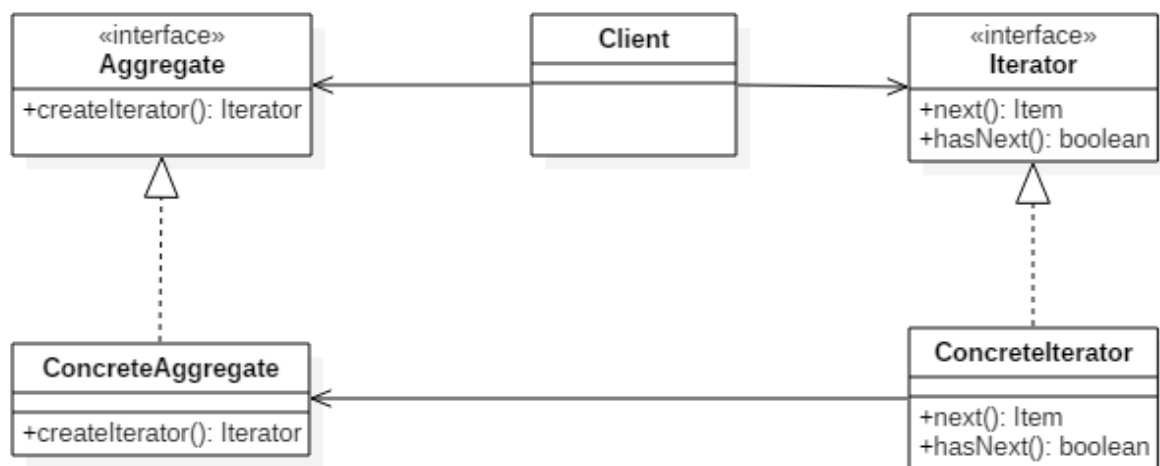 «interface»
Aggregate
+createIterator(): Iterator
Client
«interface»
Iterator
+next(): Item
+hasNext(): boolean
ConcreteAggregate
+createIterator(): Iterator
ConcreteIterator
+next(): Item
+hasNext(): boolean